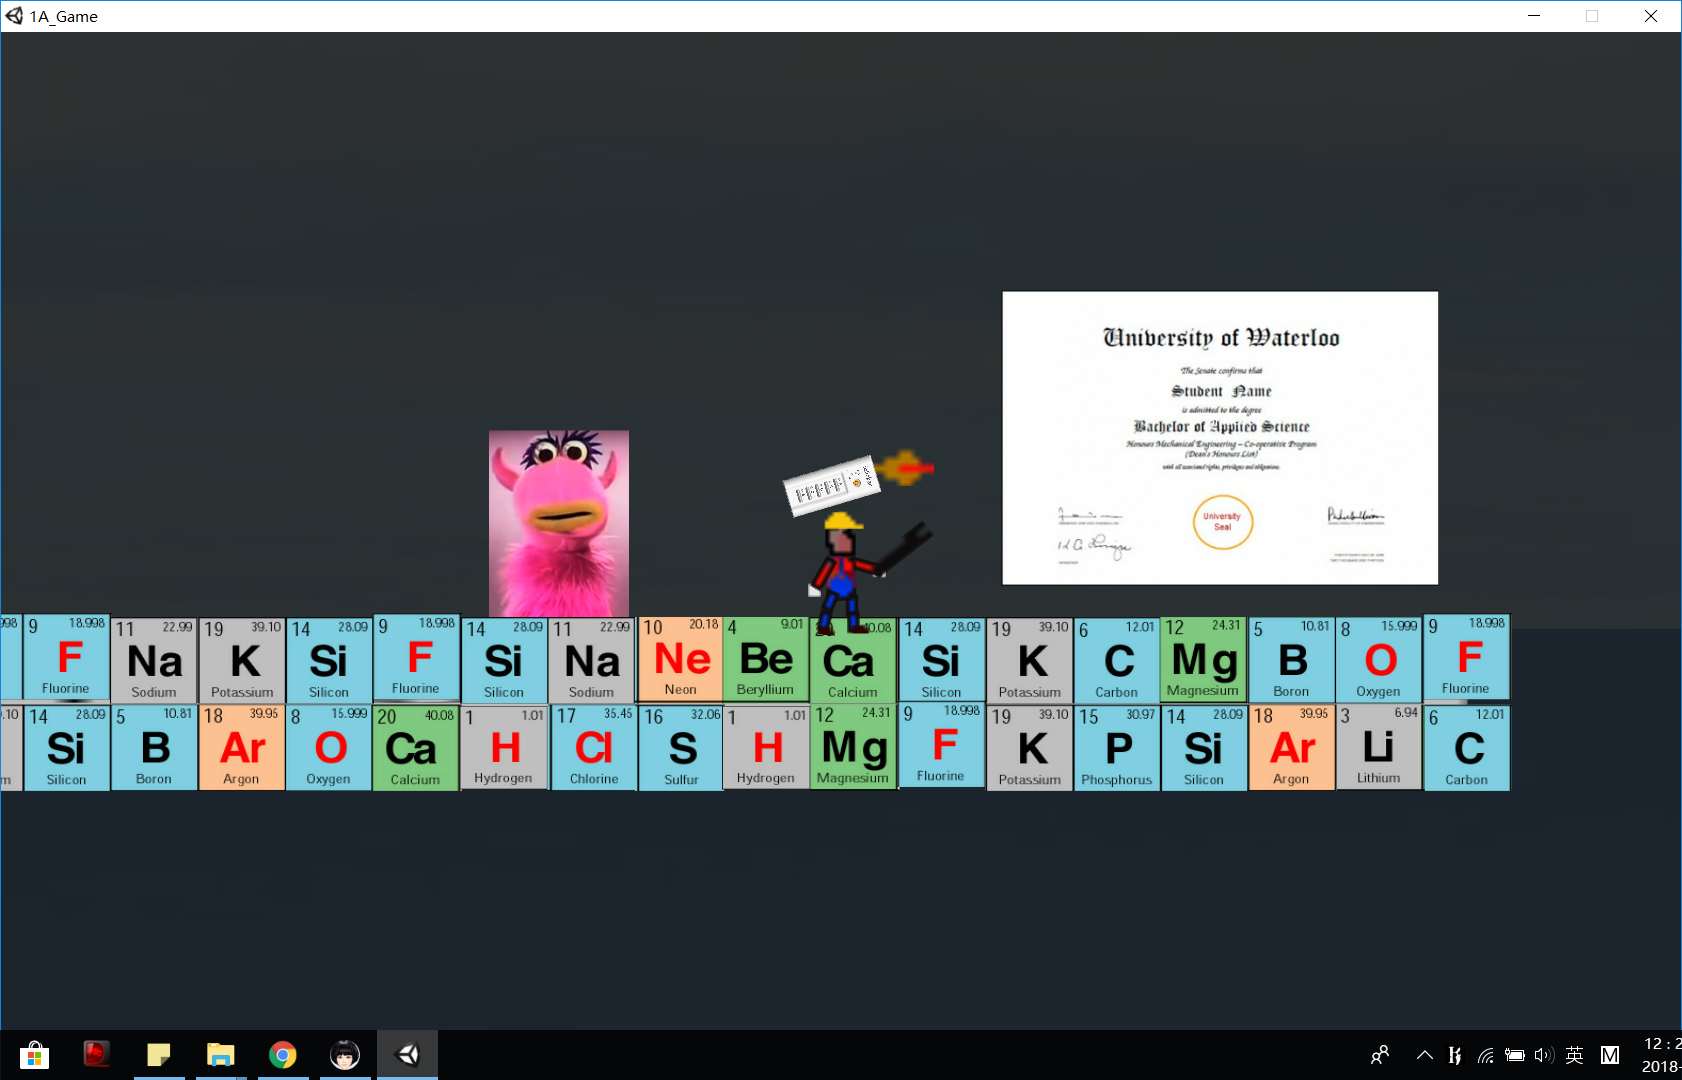 1A_Game
University of Waterloo
The Senate confirms that
Student Name
is admitted to the degree
Bachelor of Applied Science
Honours Mechanical Engineering – Co-operative Program
(Dean's Honours List)
with all associated rights, privileges and obligations.
University
Seal
998 9 18.998 11 22.99 19 39.10 14 28.09 9 18.998 14 28.09 11 22.99 10 20.18 4 9.01 40.08 14 28.09 19 39.10 6 12.01 12 24.31 5 10.81 8 15.999 9 18.998
F Na K Si F Si Na Ne Be Ca Si K C Mg B O F
Fluorine Sodium Potassium Silicon Fluorine Silicon Sodium Neon Beryllium Calcium Silicon Potassium Carbon Magnesium Boron Oxygen Fluorine
.10 14 28.09 5 10.81 18 39.95 8 15.999 20 40.08 1 1.01 17 35.45 16 32.06 1 1.01 12 24.31 9 18.998 19 39.10 15 30.97 14 28.09 18 39.95 3 6.94 6 12.01
Si B Ar O Ca H Cl S H Mg F K P Si Ar Li C
m Silicon Boron Argon Oxygen Calcium Hydrogen Chlorine Sulfur Hydrogen Magnesium Fluorine Potassium Phosphorus Silicon Argon Lithium Carbon
英 M
12:2
2018-